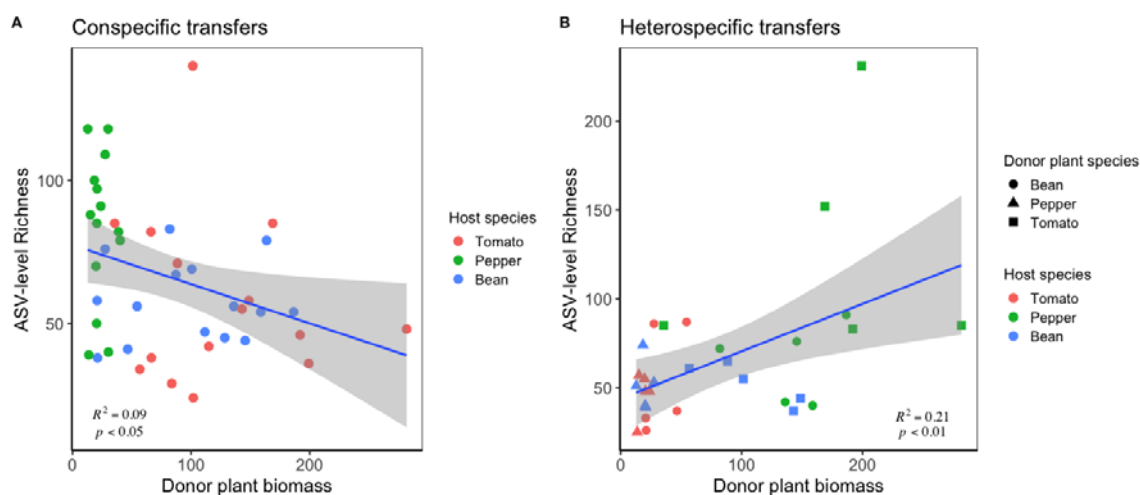 A
Conspecific transfers
ASV-level Richness
100
50
R² = 0.09
p < 0.05
0
100
200
Donor plant biomass
Host species
Tomato
Pepper
Bean
B
Heterospecific transfers
ASV-level Richness
200
150
100
50
R² = 0.21
p < 0.01
0
100
200
Donor plant biomass
Donor plant species
Bean
Pepper
Tomato
Host species
Tomato
Pepper
Bean